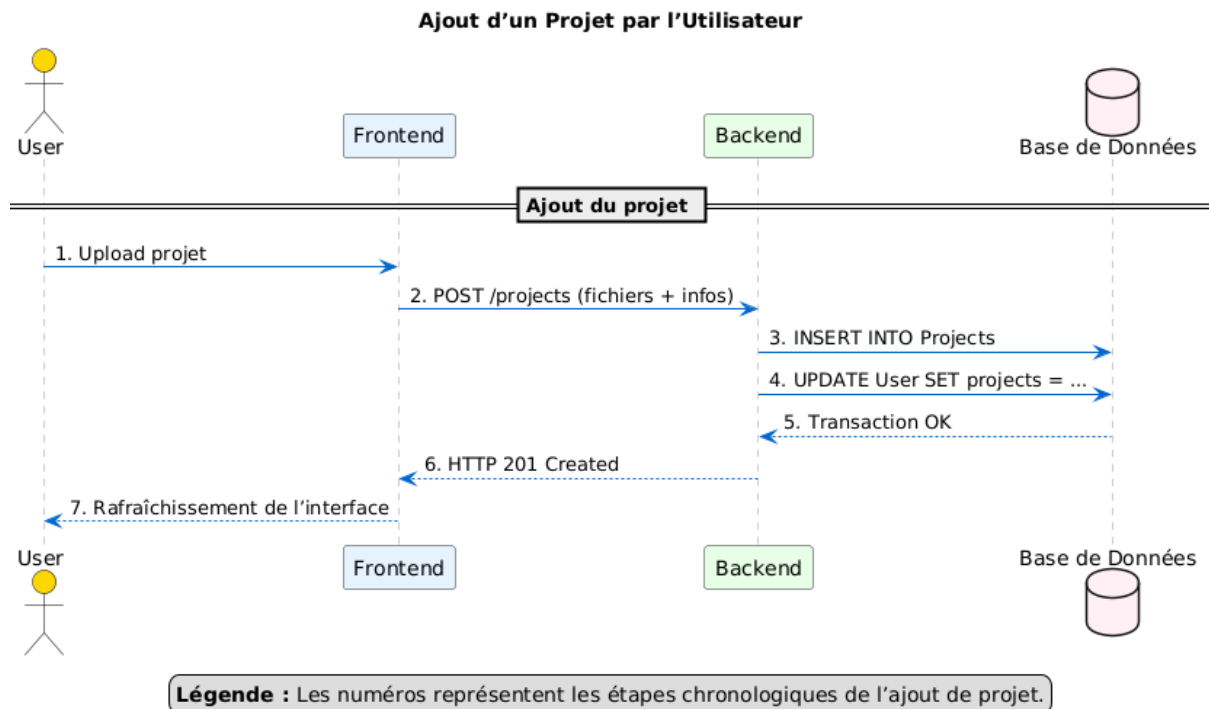 Ajout d’un Projet par l’Utilisateur
User
Frontend
Backend
Base de Données
Ajout du projet
1. Upload projet
2. POST /projects (fichiers + infos)
3. INSERT INTO Projects
4. UPDATE User SET projects = ...
5. Transaction OK
6. HTTP 201 Created
7. Rafraîchissement de l’interface
User
Frontend
Backend
Base de Données
Légende : Les numéros représentent les étapes chronologiques de l’ajout de projet.